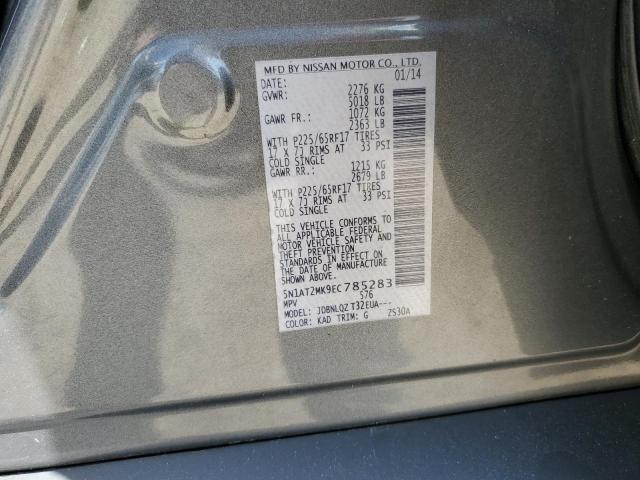 MFD BY NISSAN MOTOR CO., LTD.
DATE: 01/14
GVWR: 2276 KG
5018 LB
GAWR FR.: 1072 KG
2363 LB
WITH P225/65RF17 TIRES
17 X 7J RIMS AT 33 PSI
COLD SINGLE
GAWR RR.: 1215 KG
2679 LB
WITH P225/65RF17 TIRES
17 X 7J RIMS AT 33 PSI
COLD SINGLE
THIS VEHICLE CONFORMS TO
ALL APPLICABLE FEDERAL
MOTOR VEHICLE SAFETY AND
THEFT PREVENTION
STANDARDS IN EFFECT ON
THE DATE OF MANUFACTURE
SHOWN ABOVE.
5N1AT2MK9EC785283
MPV S76
MODEL: JDBNLQZ T32EUA---
COLOR: KAD TRIM: G ZS30A